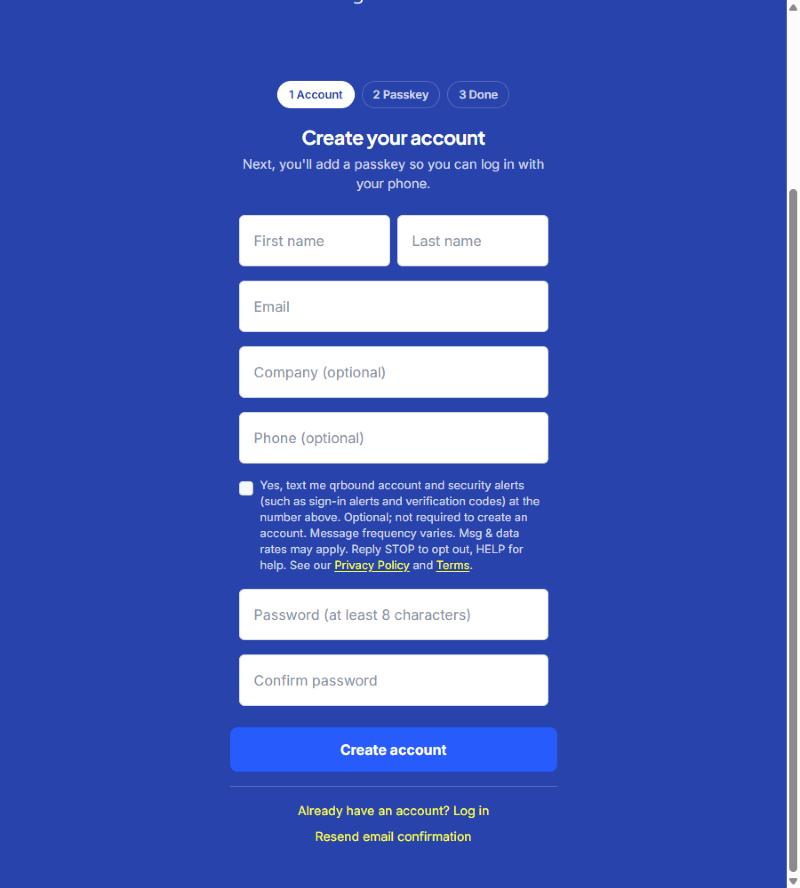 1 Account 2 Passkey 3 Done
Create your account
Next, you'll add a passkey so you can log in with
your phone.
First name Last name
Email
Company (optional)
Phone (optional)
Yes, text me qrbound account and security alerts
(such as sign-in alerts and verification codes) at the
number above. Optional; not required to create an
account. Message frequency varies. Msg & data
rates may apply. Reply STOP to opt out, HELP for
help. See our Privacy Policy and Terms.
Password (at least 8 characters)
Confirm password
Create account
Already have an account? Log in
Resend email confirmation